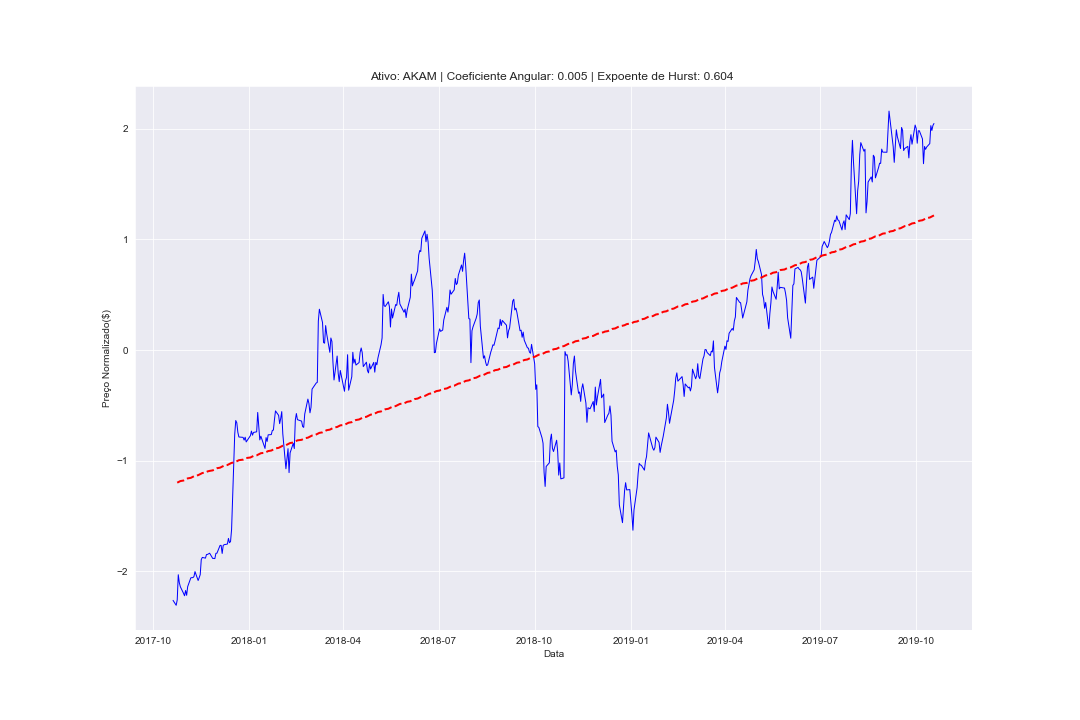 Ativo: AKAM | Coeficiente Angular: 0.005 | Expoente de Hurst: 0.604
Preço Normalizado($)
2
1
0
−1
−2
2017-10 2018-01 2018-04 2018-07 2018-10 2019-01 2019-04 2019-07 2019-10
Data